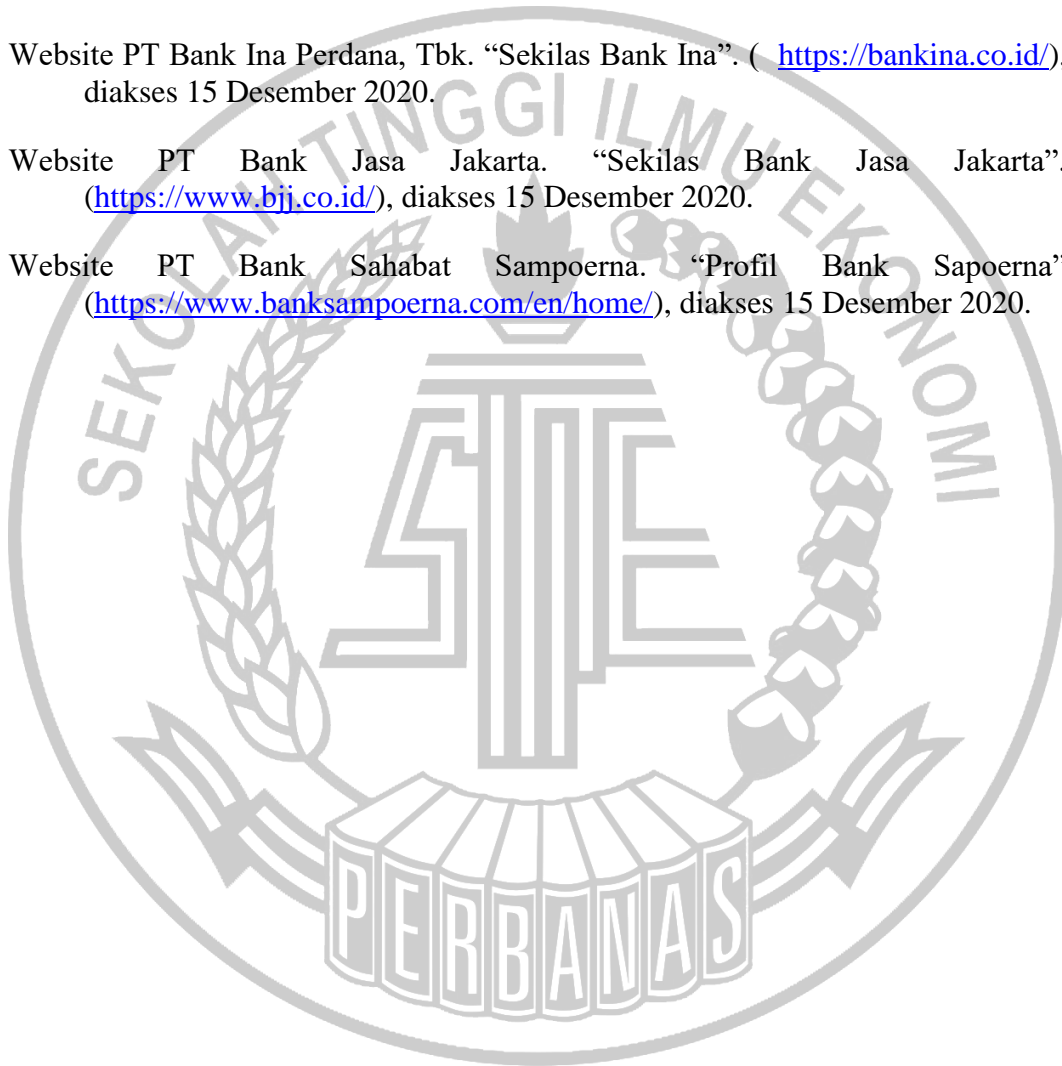 Website PT Bank Ina Perdana, Tbk. “Sekilas Bank Ina”. ( https://bankina.co.id/).
diakses 15 Desember 2020.
Website PT Bank Jasa Jakarta. “Sekilas Bank Jasa Jakarta”.
(https://www.bjj.co.id/), diakses 15 Desember 2020.
Website PT Bank Sahabat Sampoerna. “Profil Bank Sapoerna”
(https://www.banksampoerna.com/en/home/), diakses 15 Desember 2020.
SEKOLAH TINGGI ILMU EKONOMI
STIE
PERBANAS